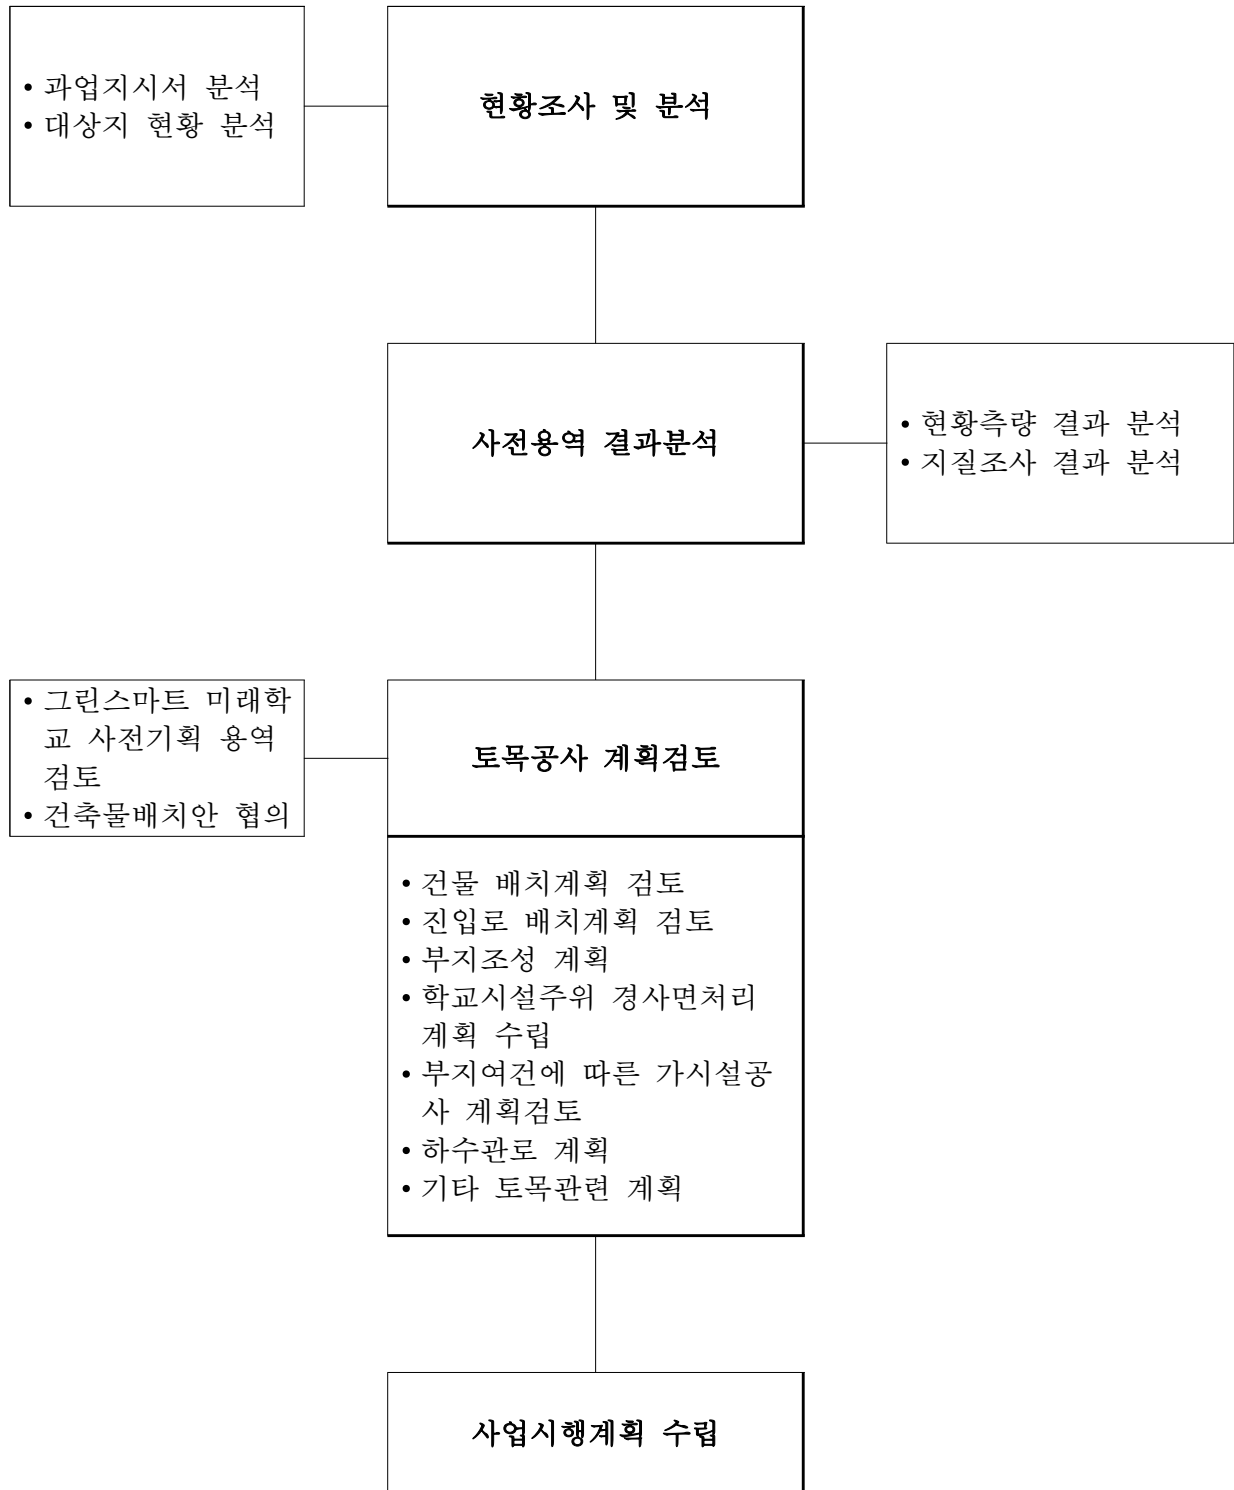 • 과업지시서 분석
• 대상지 현황 분석
현황조사 및 분석
사전용역 결과분석
• 현황측량 결과 분석
• 지질조사 결과 분석
• 그린스마트 미래학
교 사전기획 용역
검토
• 건축물배치안 협의
토목공사 계획검토
• 건물 배치계획 검토
• 진입로 배치계획 검토
• 부지조성 계획
• 학교시설주위 경사면처리
계획 수립
• 부지여건에 따른 가시설공
사 계획검토
• 하수관로 계획
• 기타 토목관련 계획
사업시행계획 수립